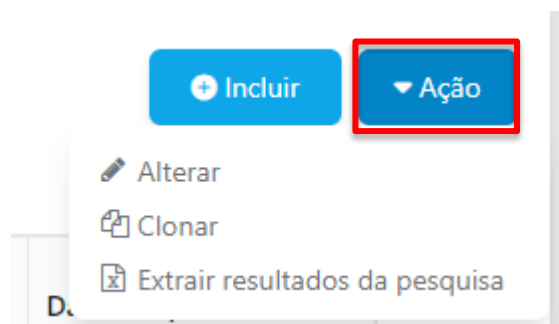 Incluir
Ação
Alterar
Clonar
Extrair resultados da pesquisa